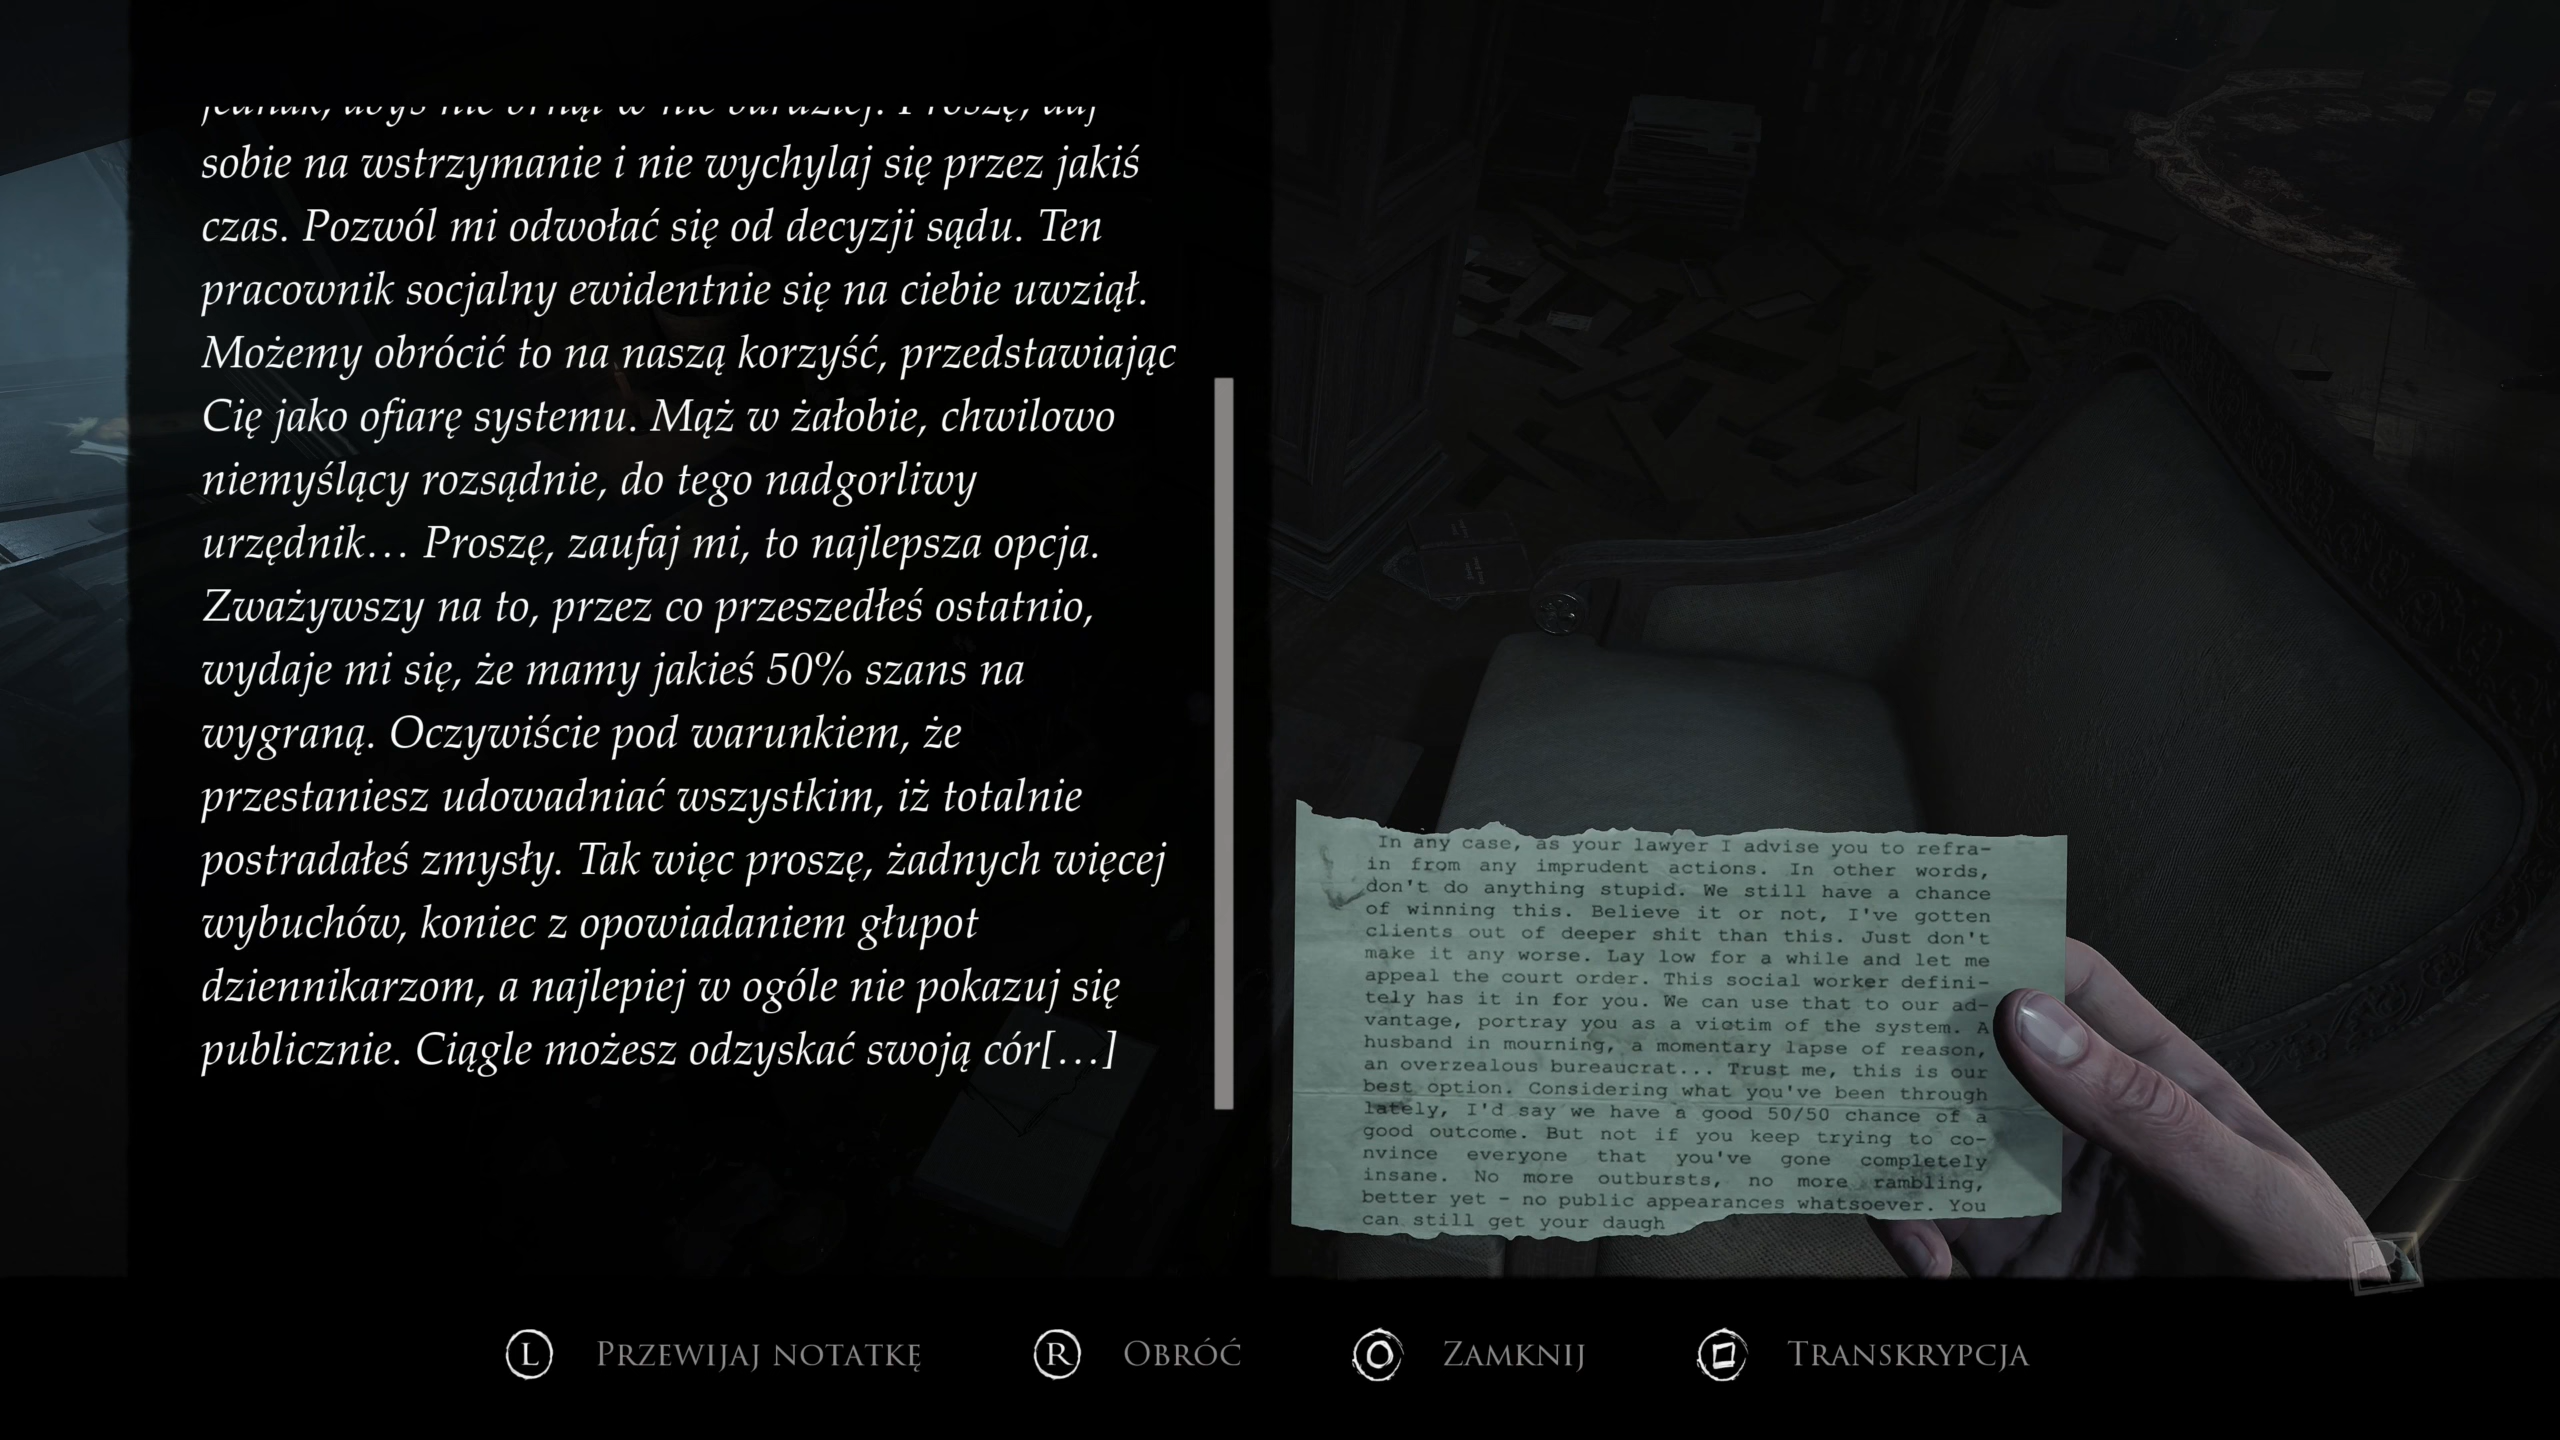 sobie na wstrzymanie i nie wychylaj się przez jakiś
czas. Pozwól mi odwołać się od decyzji sądu. Ten
pracownik socjalny ewidentnie się na ciebie uwziął.
Możemy obrócić to na naszą korzyść, przedstawiając
Cię jako ofiarę systemu. Mąż w żałobie, chwilowo
niemyślący rozsądnie, do tego nadgorliwy
urzędnik... Proszę, zaufaj mi, to najlepsza opcja.
Zważywszy na to, przez co przeszedłeś ostatnio,
wydaje mi się, że mamy jakieś 50% szans na
wygraną. Oczywiście pod warunkiem, że
przestaniesz udowadniać wszystkim, iż totalnie
postradałeś zmysły. Tak więc proszę, żadnych więcej
wybuchów, koniec z opowiadaniem głupot
dziennikarzom, a najlepiej w ogóle nie pokazuj się
publicznie. Ciągle możesz odzyskać swoją cór[...]
In any case, as your lawyer I advise you to refra-
in from any imprudent actions. In other words,
don't do anything stupid. We still have a chance
of winning this. Believe it or not, I've gotten
clients out of deeper shit than this. Just don't
make it any worse. Lay low for a while and let me
appeal the court order. This social worker defini-
tely has it in for you. We can use that to our ad-
vantage, portray you as a victim of the system. A
husband in mourning, a momentary lapse of reason,
an overzealous bureaucrat... Trust me, this is our
best option. Considering what you've been through
lately, I'd say we have a good 50/50 chance of a
good outcome. But not if you keep trying to co-
nvince everyone that you've gone completely
insane. No more outbursts, no more rambling,
better yet - no public appearances whatsoever. You
can still get your daugh
L PRZEWIJAJ NOTATKĘ
R OBRÓĆ
ZAMKNIJ
TRANSKRYPCJA